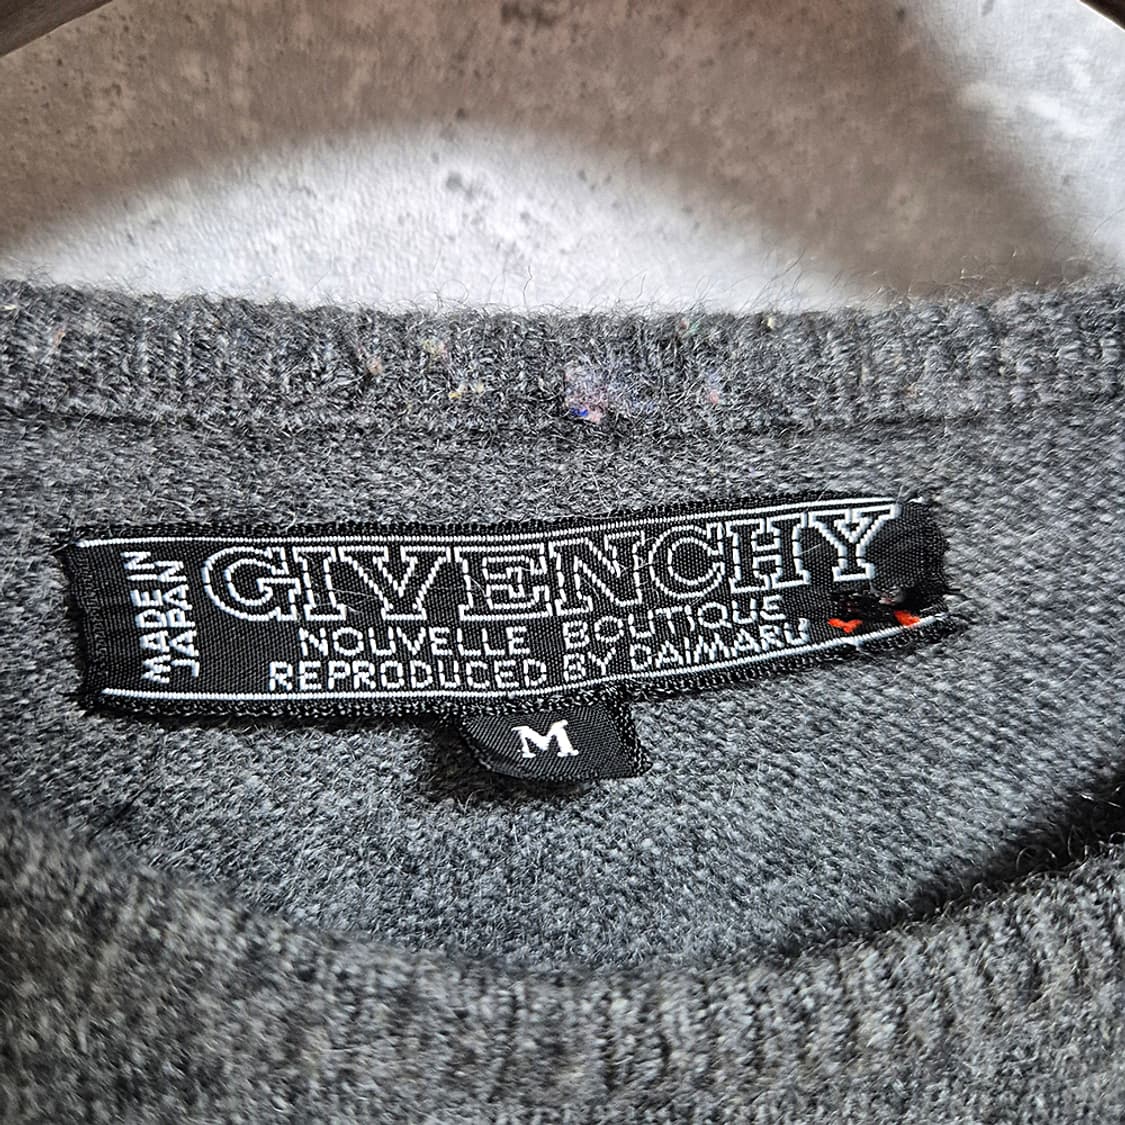 MADE IN
JAPAN
GIVENCHY
NOUVELLE BOUTIQUE
REPRODUCED BY DAIMARU
M